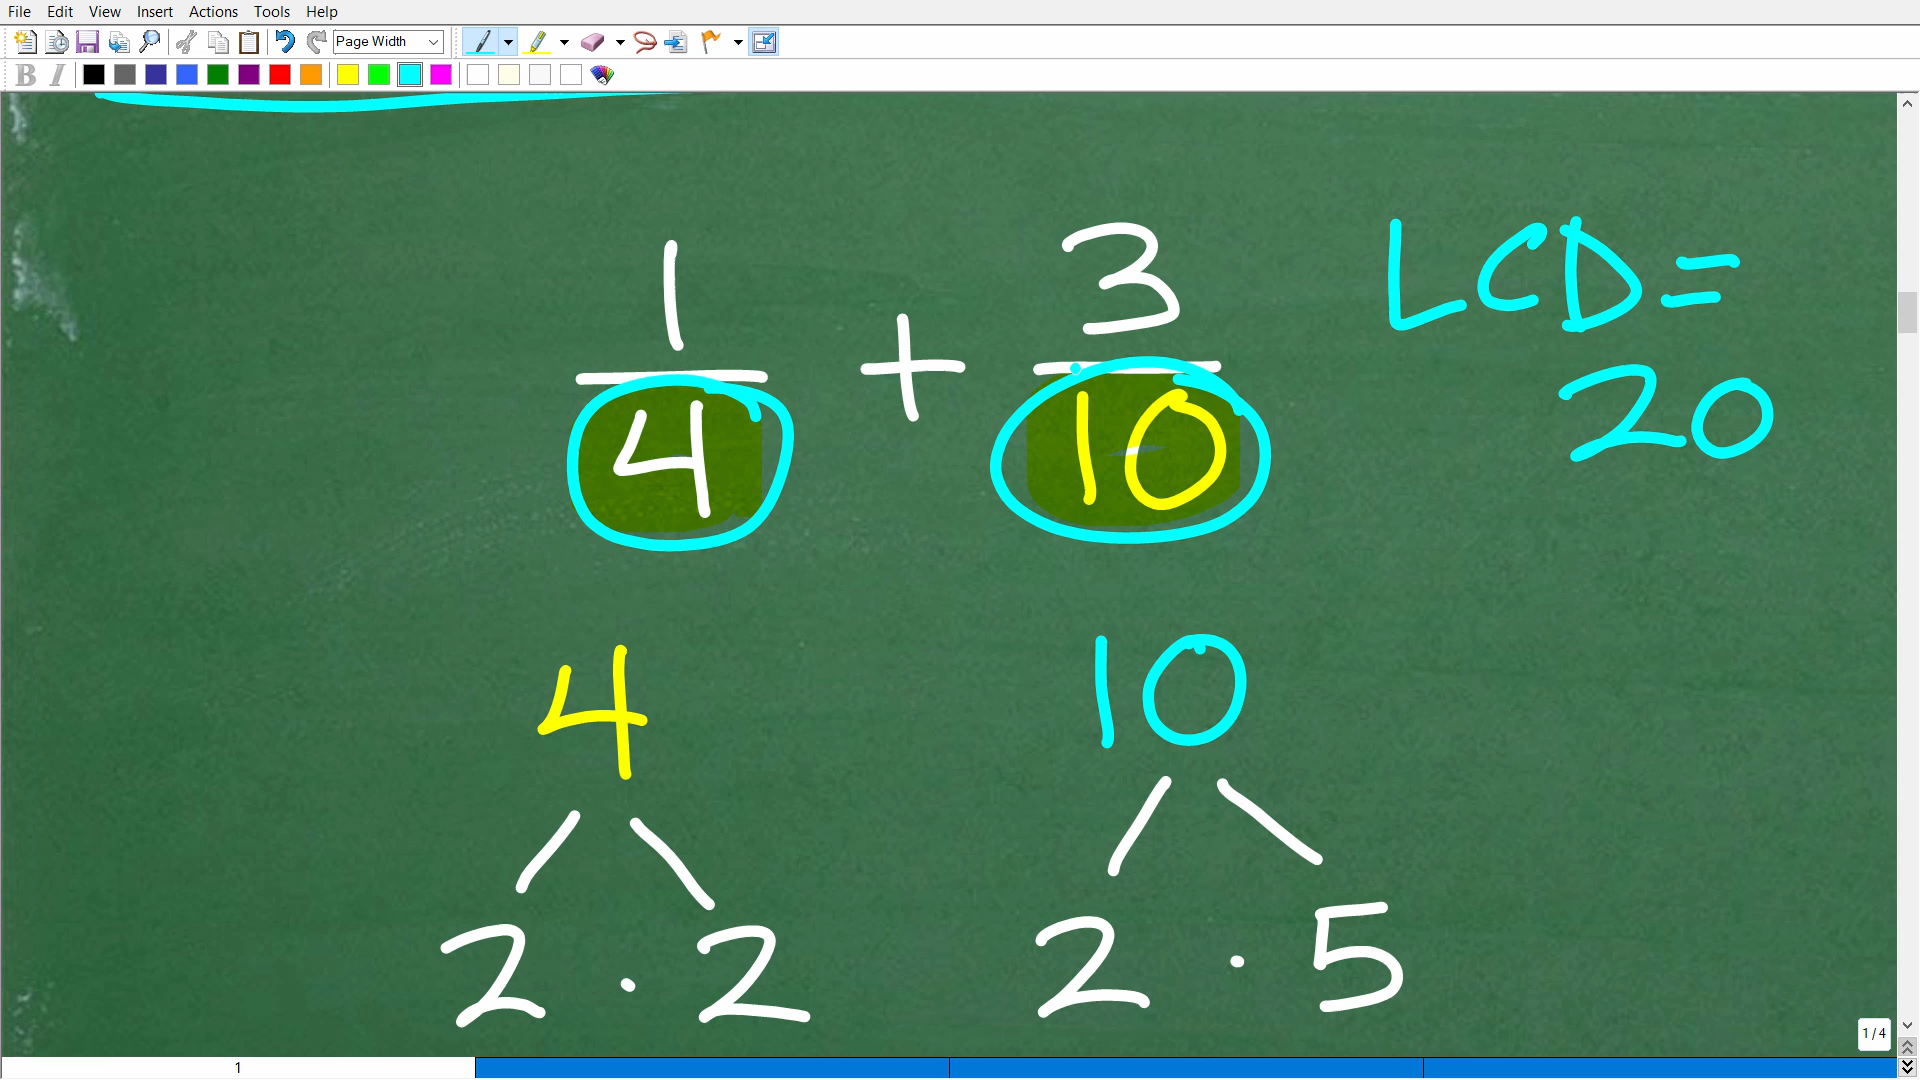 File Edit View Insert Actions Tools Help
Page Width
B I
1 + 3 LCD=
4 10 20
4 10
2 . 2 2 . 5
1 / 4
1